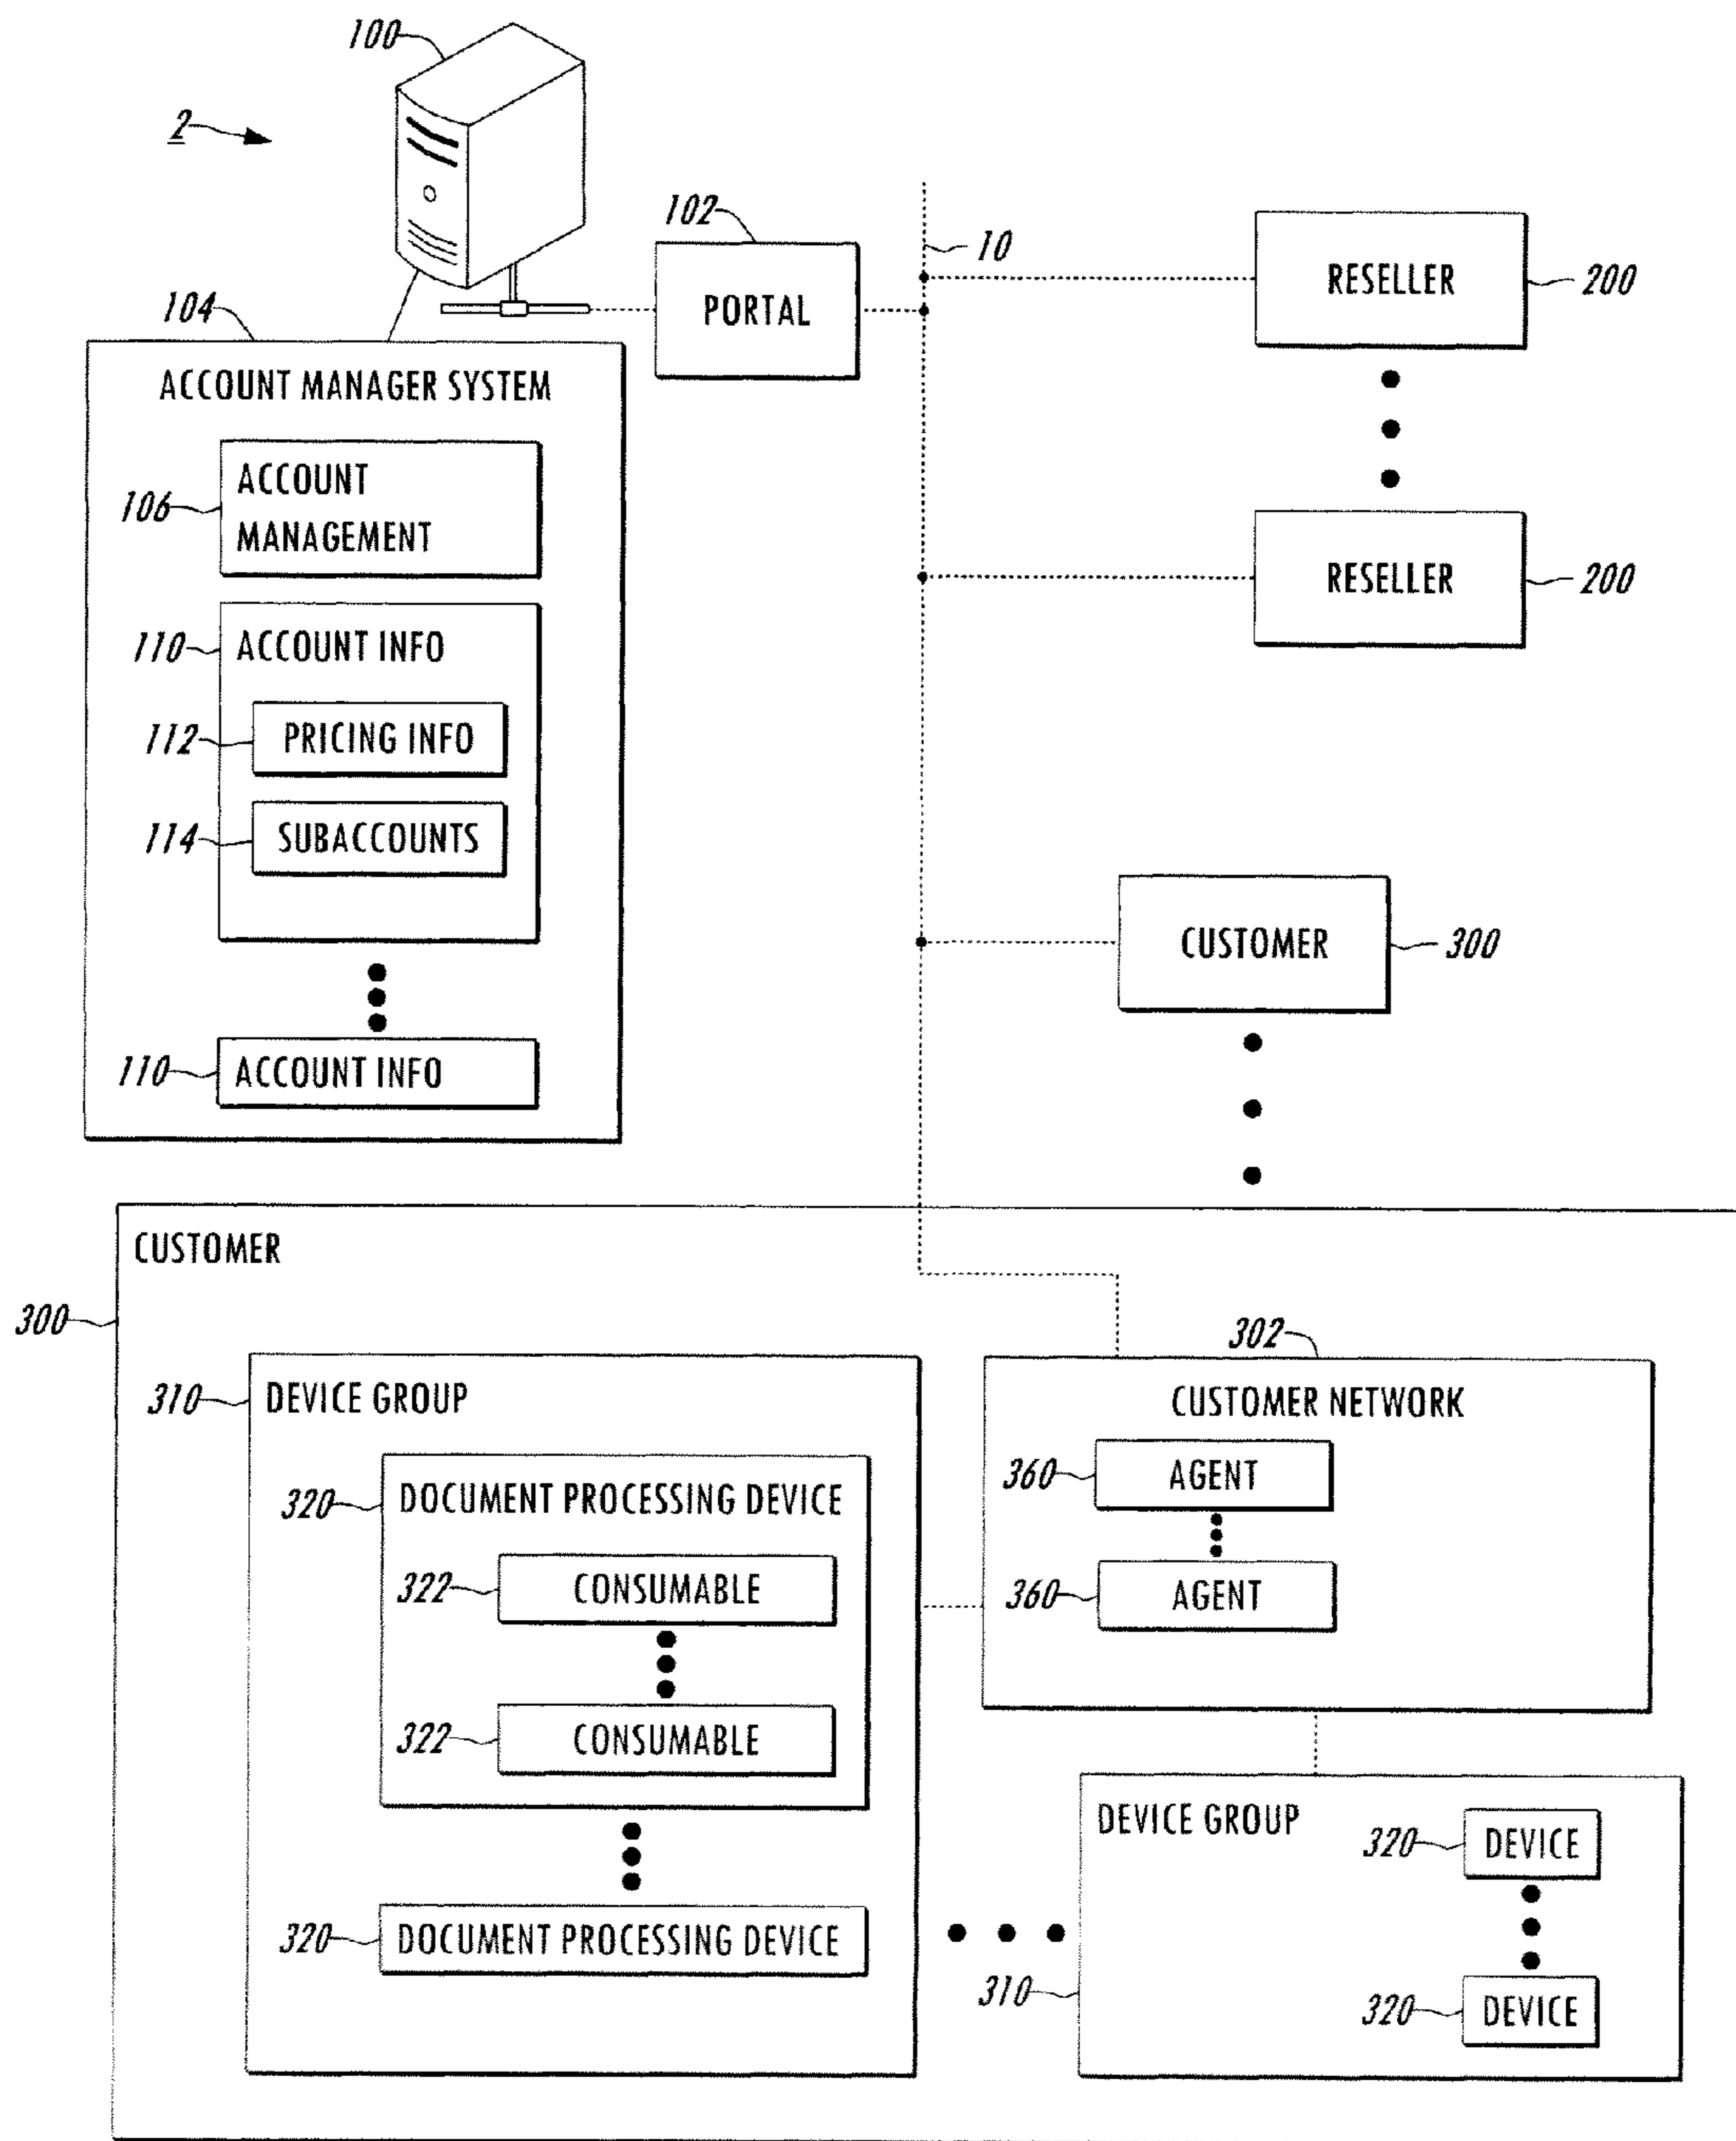 100
2
102
10
RESELLER
200
PORTAL
104
ACCOUNT MANAGER SYSTEM
106
ACCOUNT
MANAGEMENT
RESELLER
200
110
ACCOUNT INFO
112
PRICING INFO
114
SUBACCOUNTS
CUSTOMER
300
110
ACCOUNT INFO
CUSTOMER
300
302
310
DEVICE GROUP
CUSTOMER NETWORK
320
DOCUMENT PROCESSING DEVICE
360
AGENT
322
CONSUMABLE
360
AGENT
322
CONSUMABLE
DEVICE GROUP
320
DEVICE
320
DOCUMENT PROCESSING DEVICE
310
320
DEVICE